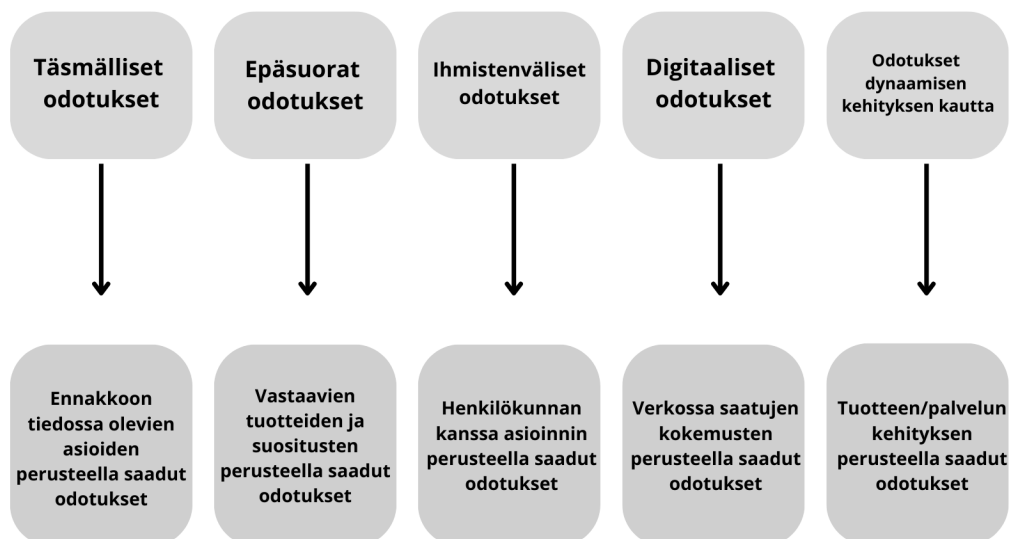 Täsmälliset
odotukset
Epäsuorat
odotukset
Ihmistenväliset
odotukset
Digitaaliset
odotukset
Odotukset
dynaamisen
kehityksen kautta
Ennakkoon
tiedossa olevien
asioiden
perusteella saadut
odotukset
Vastaavien
tuotteiden ja
suositusten
perusteella saadut
odotukset
Henkilökunnan
kanssa asioinnin
perusteella saadut
odotukset
Verkossa saatujen
kokemusten
perusteella saadut
odotukset
Tuotteen/palvelun
kehityksen
perusteella saadut
odotukset